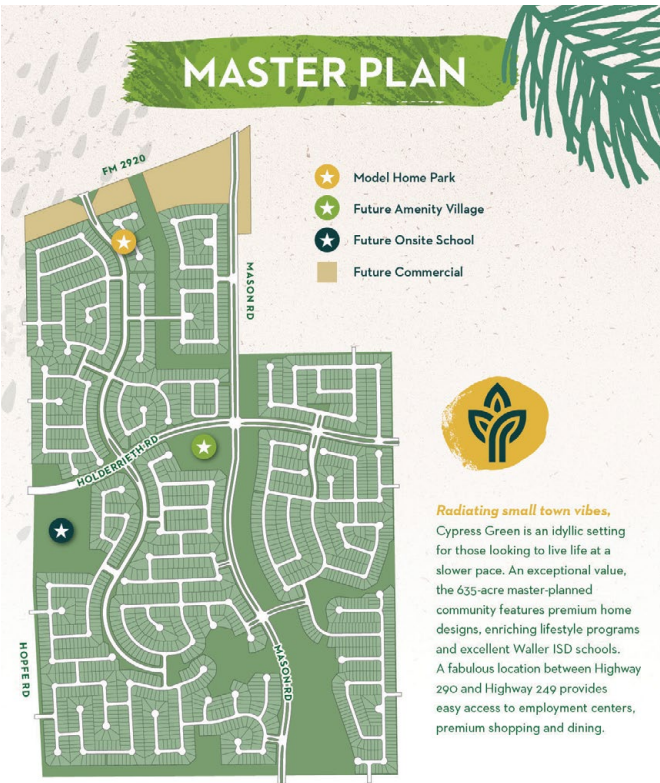 MASTER PLAN
FM 2920
Model Home Park
Future Amenity Village
Future Onsite School
Future Commercial
MASON RD
HOLDERRIETH RD
HOPFE RD
MASON RD
Radiating small town vibes,
Cypress Green is an idyllic setting
for those looking to live life at a
slower pace. An exceptional value,
the 635-acre master-planned
community features premium home
designs, enriching lifestyle programs
and excellent Waller ISD schools.
A fabulous location between Highway
290 and Highway 249 provides
easy access to employment centers,
premium shopping and dining.